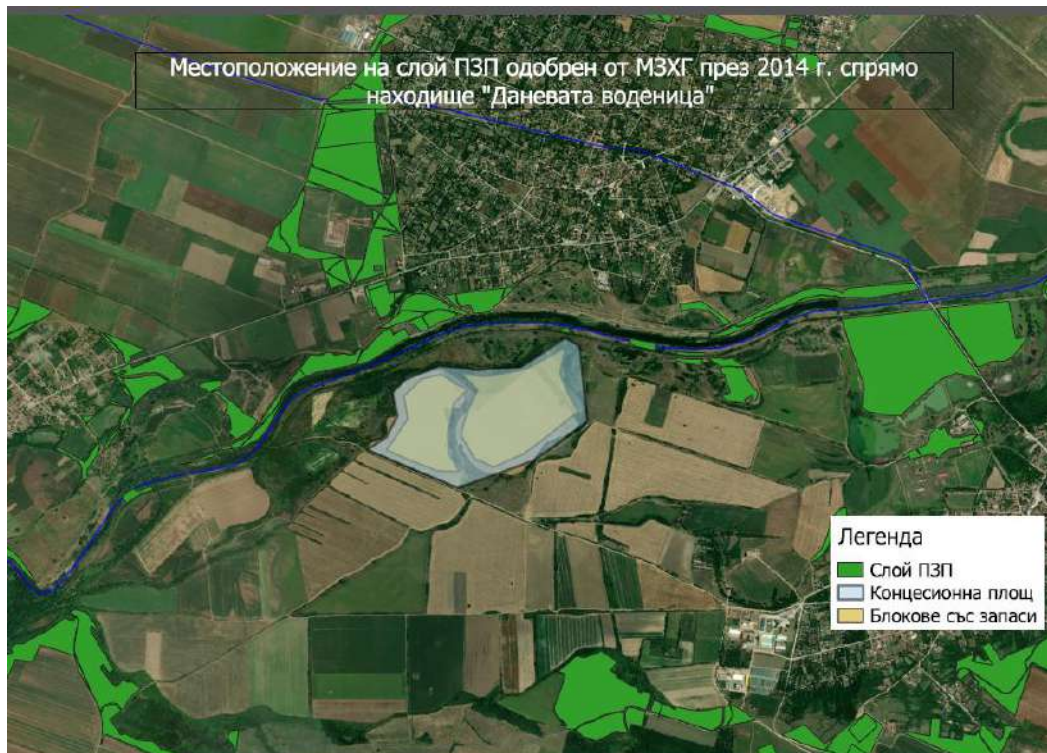 Местоположение на слой ПЗП одобрен от МЗХГ през 2014 г. спрямо
находище "Даневата воденица"
Легенда
Слой ПЗП
Концесионна площ
Блокове със запаси